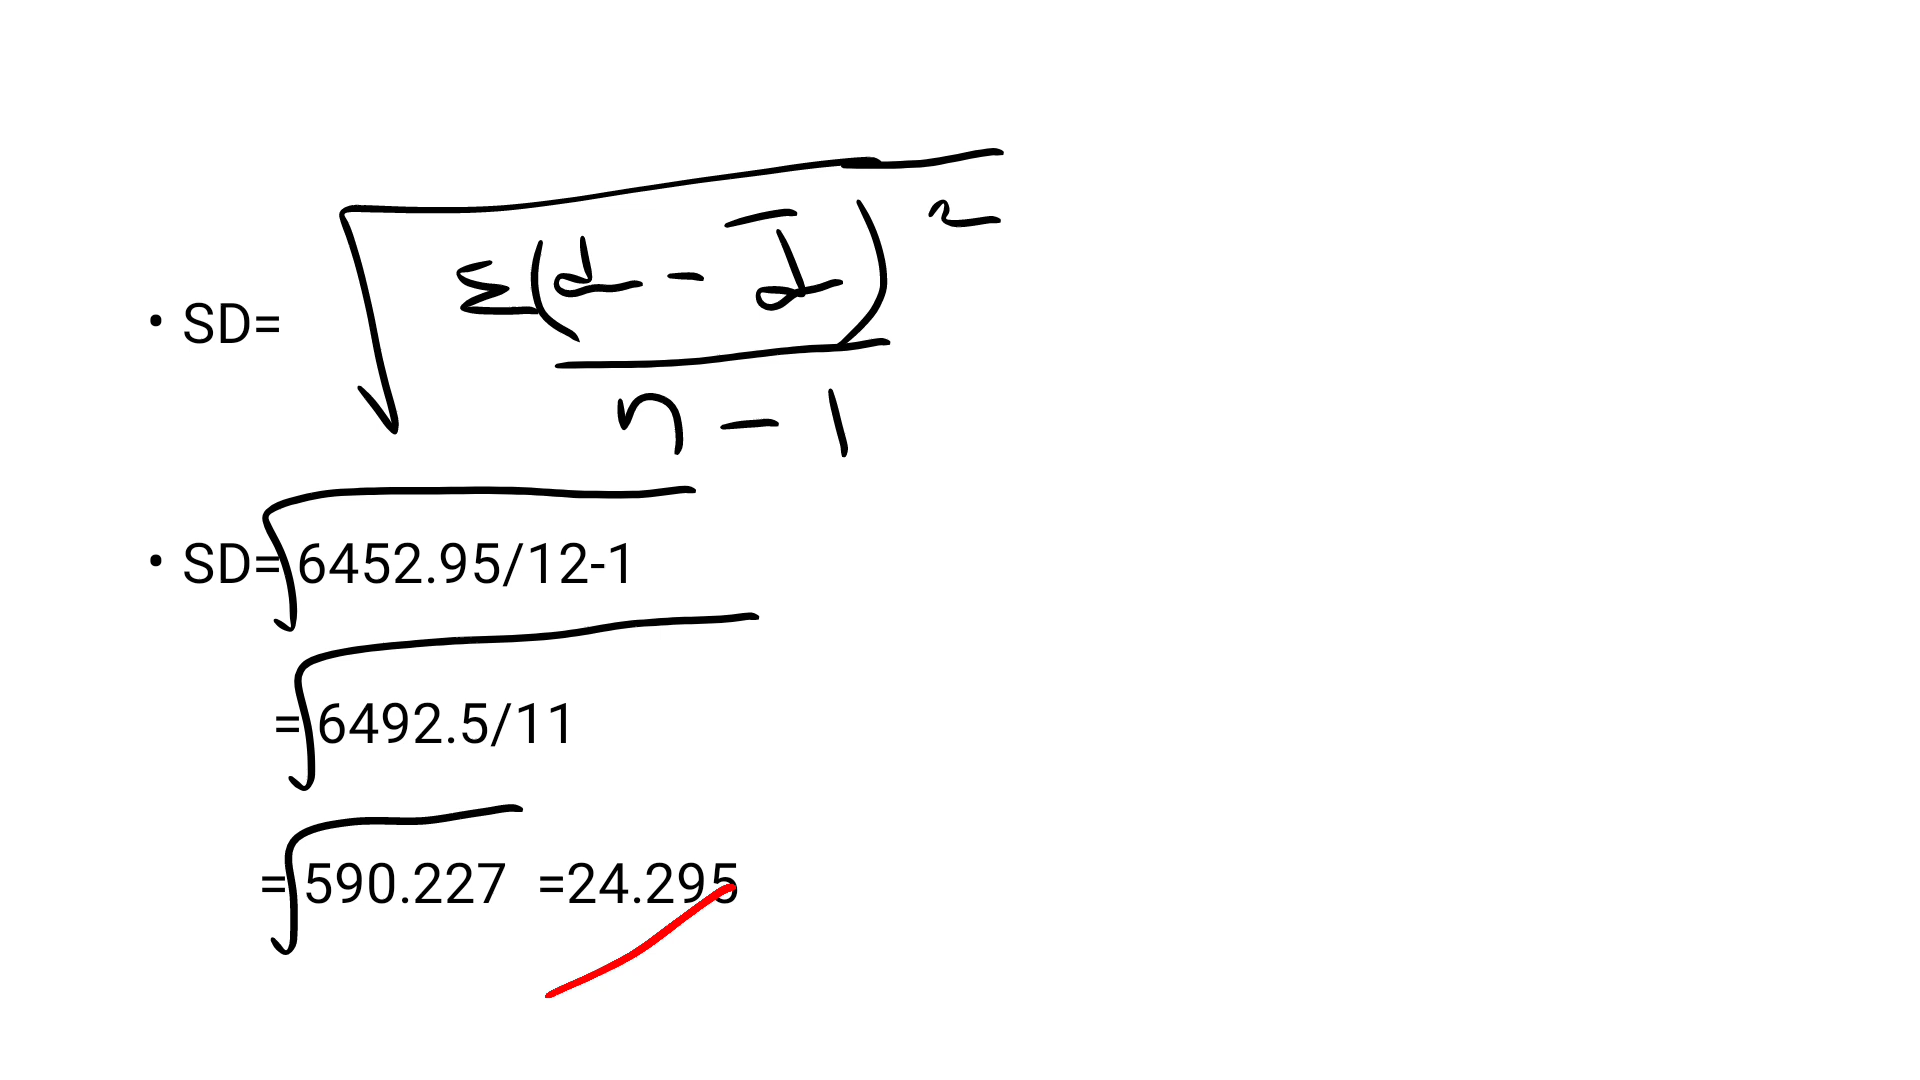 • SD= √Σ(d - d̅)²
n - 1
• SD=√6452.95/12-1
=√6492.5/11
=√590.227 =24.295